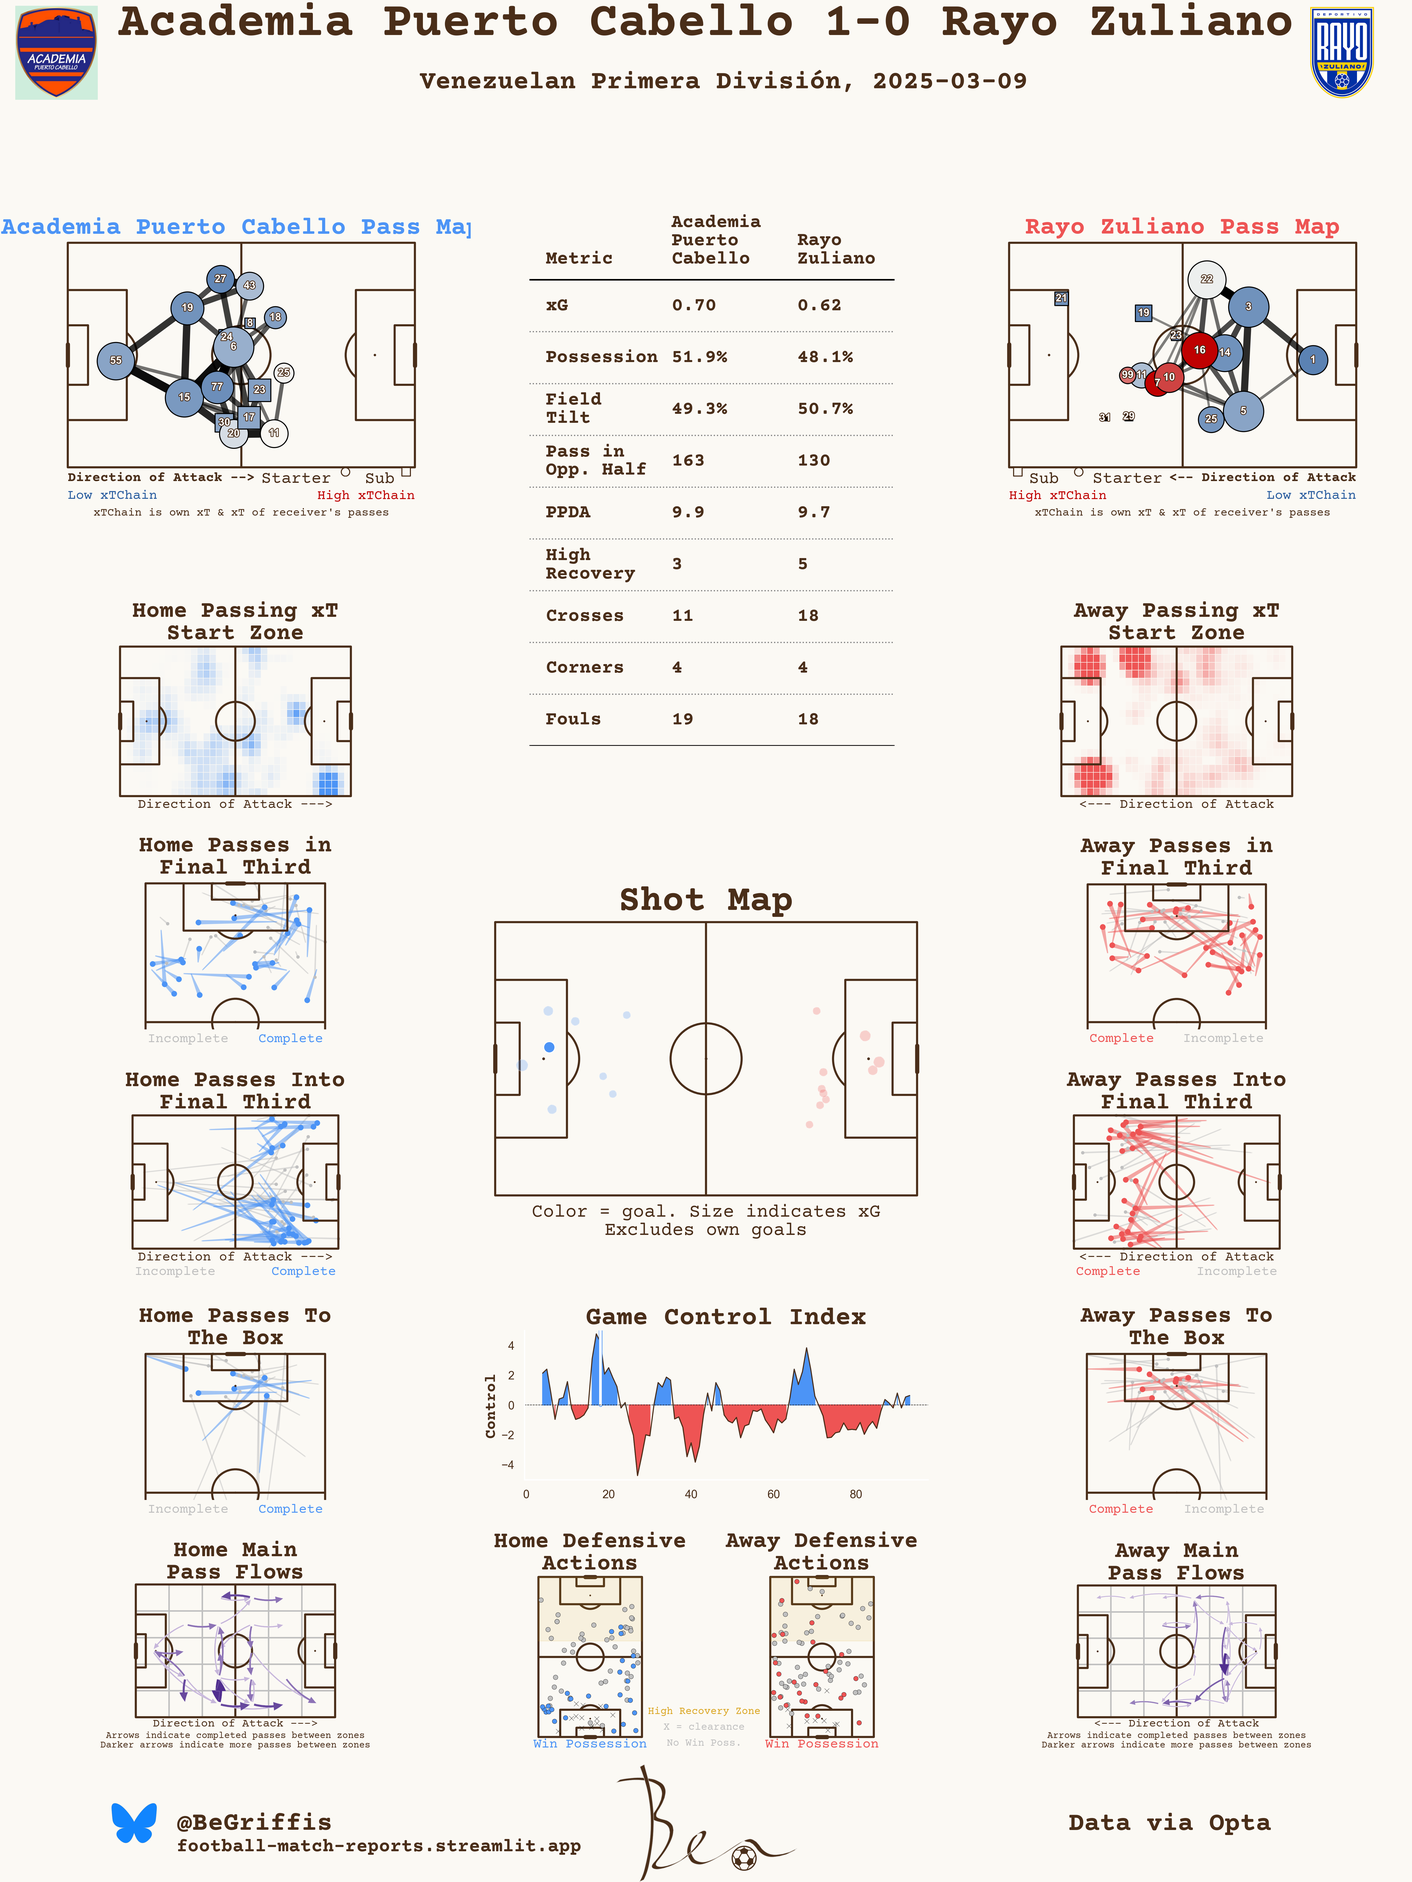 Academia Puerto Cabello 1-0 Rayo Zuliano
Venezuelan Primera División, 2025-03-09
ACADEMIA
PUERTO CABELLO
DEPORTIVO
RAYO
ZULIANO
Academia Puerto Cabello Pass Map
27
43
19
18
8
24
6
55
25
77
23
15
17
30
20
11
Direction of Attack --> Starter Sub
Low xTChain High xTChain
xTChain is own xT & xT of receiver's passes
Metric Academia Puerto Cabello Rayo Zuliano
xG 0.70 0.62
Possession 51.9% 48.1%
Field Tilt 49.3% 50.7%
Pass in Opp. Half 163 130
PPDA 9.9 9.7
High Recovery 3 5
Crosses 11 18
Corners 4 4
Fouls 19 18
Rayo Zuliano Pass Map
22
21
3
19
23
16
14
1
99
11
7
10
5
31
29
25
Sub Starter <-- Direction of Attack
High xTChain Low xTChain
xTChain is own xT & xT of receiver's passes
Home Passing xT
Start Zone
Direction of Attack --->
Away Passing xT
Start Zone
<--- Direction of Attack
Home Passes in
Final Third
Incomplete Complete
Away Passes in
Final Third
Complete Incomplete
Shot Map
Color = goal. Size indicates xG
Excludes own goals
Home Passes Into
Final Third
Direction of Attack --->
Incomplete Complete
Away Passes Into
Final Third
<--- Direction of Attack
Complete Incomplete
Home Passes To
The Box
Incomplete Complete
Game Control Index
Control
4
2
0
−2
−4
0 20 40 60 80
Away Passes To
The Box
Complete Incomplete
Home Main
Pass Flows
Direction of Attack --->
Arrows indicate completed passes between zones
Darker arrows indicate more passes between zones
Home Defensive
Actions
Win Possession
Away Defensive
Actions
Win Possession
High Recovery Zone
X = clearance
No Win Poss.
Away Main
Pass Flows
<--- Direction of Attack
Arrows indicate completed passes between zones
Darker arrows indicate more passes between zones
@BeGriffis
football-match-reports.streamlit.app
Ben
Data via Opta